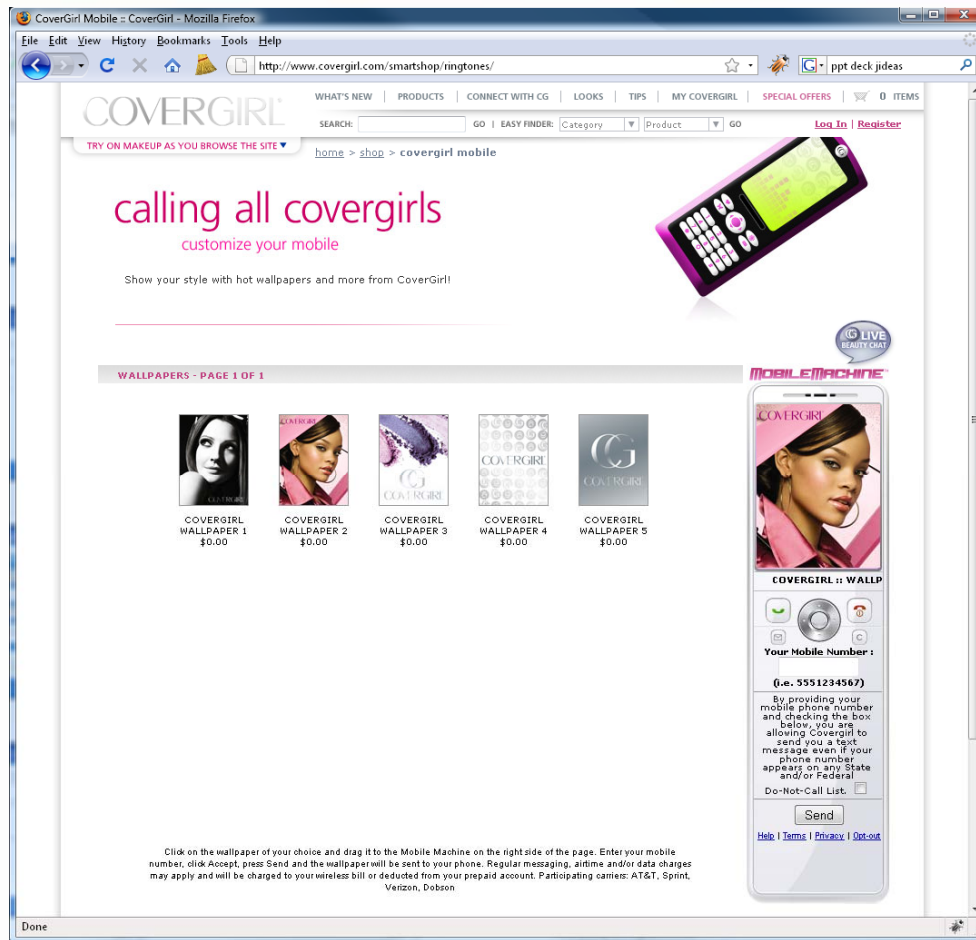 CoverGirl Mobile :: CoverGirl - Mozilla Firefox
File Edit View History Bookmarks Tools Help
http://www.covergirl.com/smartshop/ringtones/
G ppt deck jideas
COVERGIRL
WHAT'S NEW | PRODUCTS | CONNECT WITH CG | LOOKS | TIPS | MY COVERGIRL | SPECIAL OFFERS | 0 ITEMS
SEARCH: GO | EASY FINDER: Category Product GO
Log In | Register
TRY ON MAKEUP AS YOU BROWSE THE SITE
home > shop > covergirl mobile
calling all covergirls
customize your mobile
Show your style with hot wallpapers and more from CoverGirl!
CG LIVE
BEAUTY CHAT
WALLPAPERS - PAGE 1 OF 1
MOBILEMACHINE
COVERGIRL
COVERGIRL
COVERGIRL
COVERGIRL
CG
COVERGIRL
COVERGIRL WALLPAPER 1 $0.00
COVERGIRL WALLPAPER 2 $0.00
COVERGIRL WALLPAPER 3 $0.00
COVERGIRL WALLPAPER 4 $0.00
COVERGIRL WALLPAPER 5 $0.00
COVERGIRL
COVERGIRL :: WALLP
C
Your Mobile Number :
(i.e. 5551234567)
By providing your
mobile phone number
and checking the box
below, you are
allowing Covergirl to
send you a text
message even if your
phone number
appears on any State
and/or Federal
Do-Not-Call List.
Send
Help | Terms | Privacy | Opt-out
Click on the wallpaper of your choice and drag it to the Mobile Machine on the right side of the page. Enter your mobile
number, click Accept, press Send and the wallpaper will be sent to your phone. Regular messaging, airtime and/or data charges
may apply and will be charged to your wireless bill or deducted from your prepaid account. Participating carriers: AT&T, Sprint,
Verizon, Dobson
Done